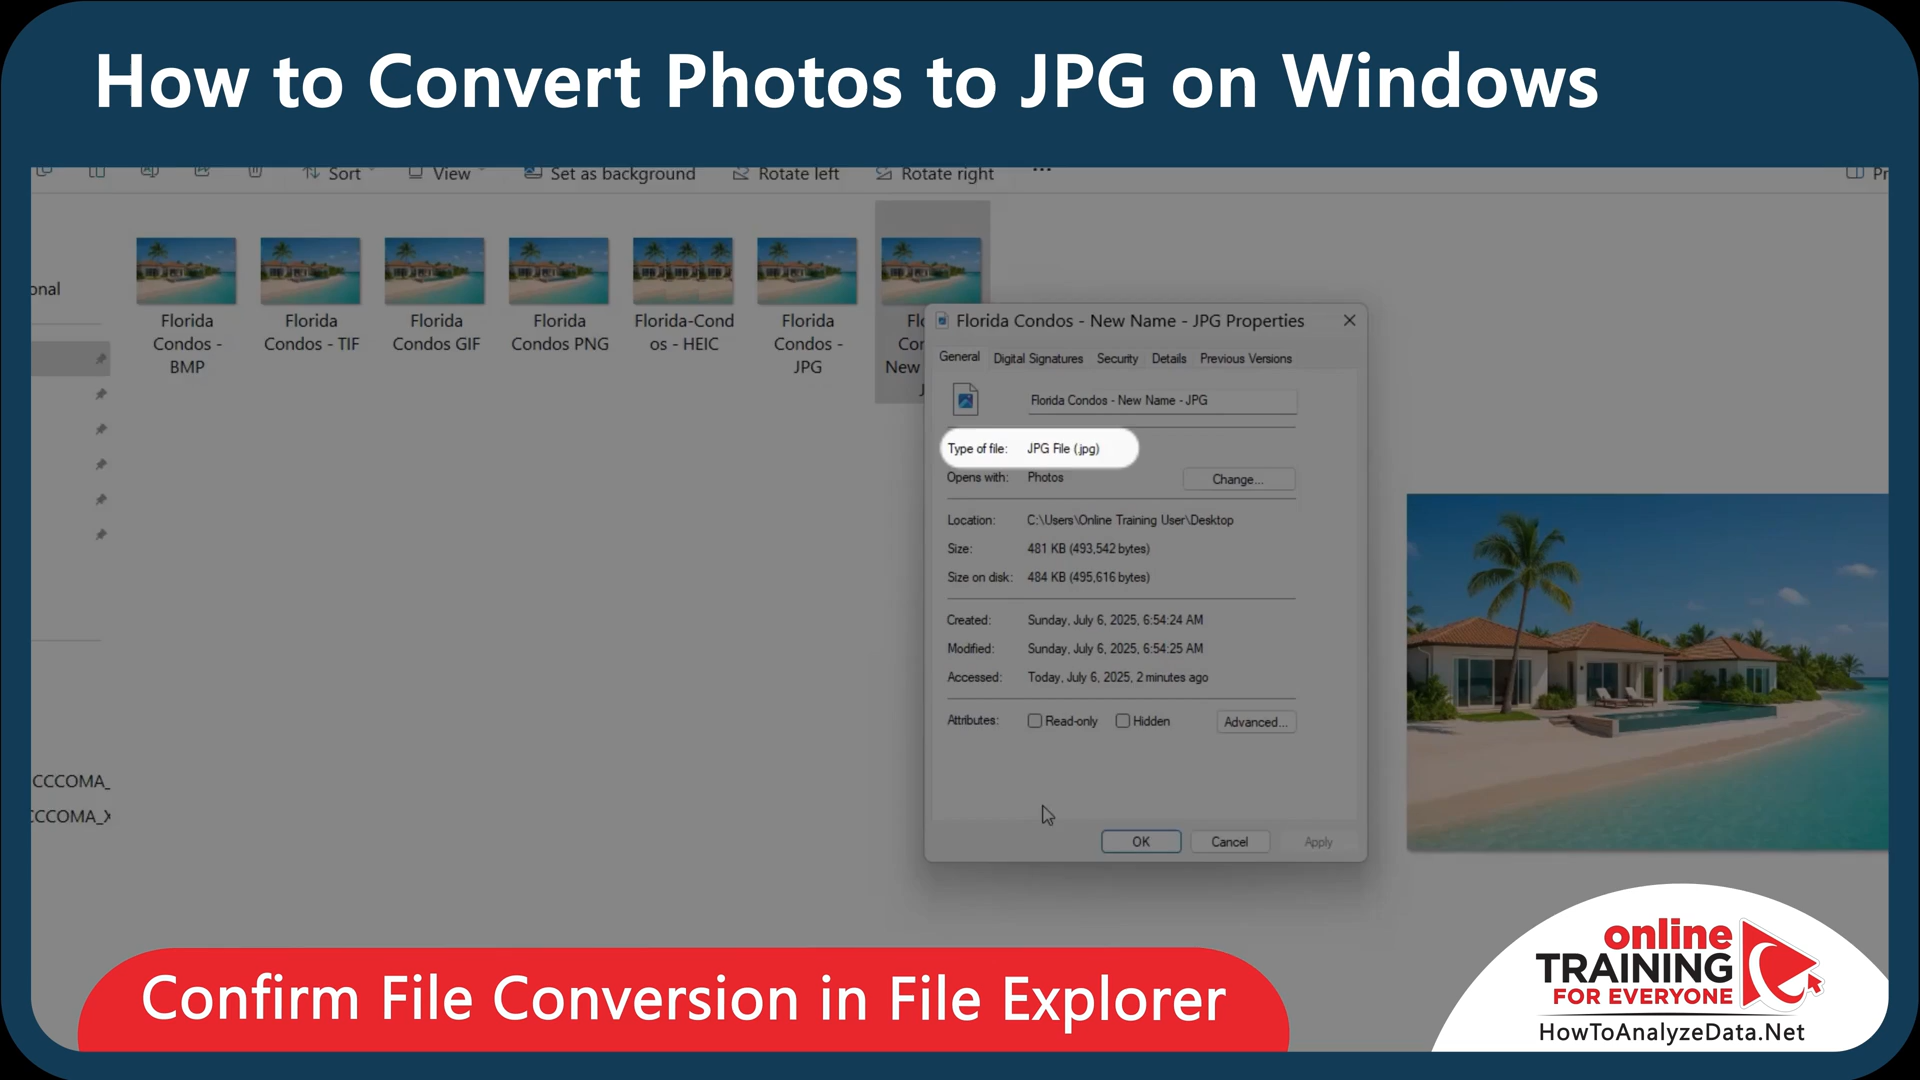 How to Convert Photos to JPG on Windows
Sort
View
Set as background
Rotate left
Rotate right
...
Pr
onal
Florida
Condos -
BMP
Florida
Condos - TIF
Florida
Condos GIF
Florida
Condos PNG
Florida-Cond
os - HEIC
Florida
Condos -
JPG
Flo
Con
New
J
CCCOMA_
CCCOMA_X
Florida Condos - New Name - JPG Properties
General Digital Signatures Security Details Previous Versions
Florida Condos - New Name - JPG
Type of file: JPG File (.jpg)
Opens with: Photos
Change...
Location: C:\Users\Online Training User\Desktop
Size: 481 KB (493,542 bytes)
Size on disk: 484 KB (495,616 bytes)
Created: Sunday, July 6, 2025, 6:54:24 AM
Modified: Sunday, July 6, 2025, 6:54:25 AM
Accessed: Today, July 6, 2025, 2 minutes ago
Attributes: Read-only Hidden Advanced...
OK Cancel Apply
Confirm File Conversion in File Explorer
online
TRAINING
FOR EVERYONE
HowToAnalyzeData.Net